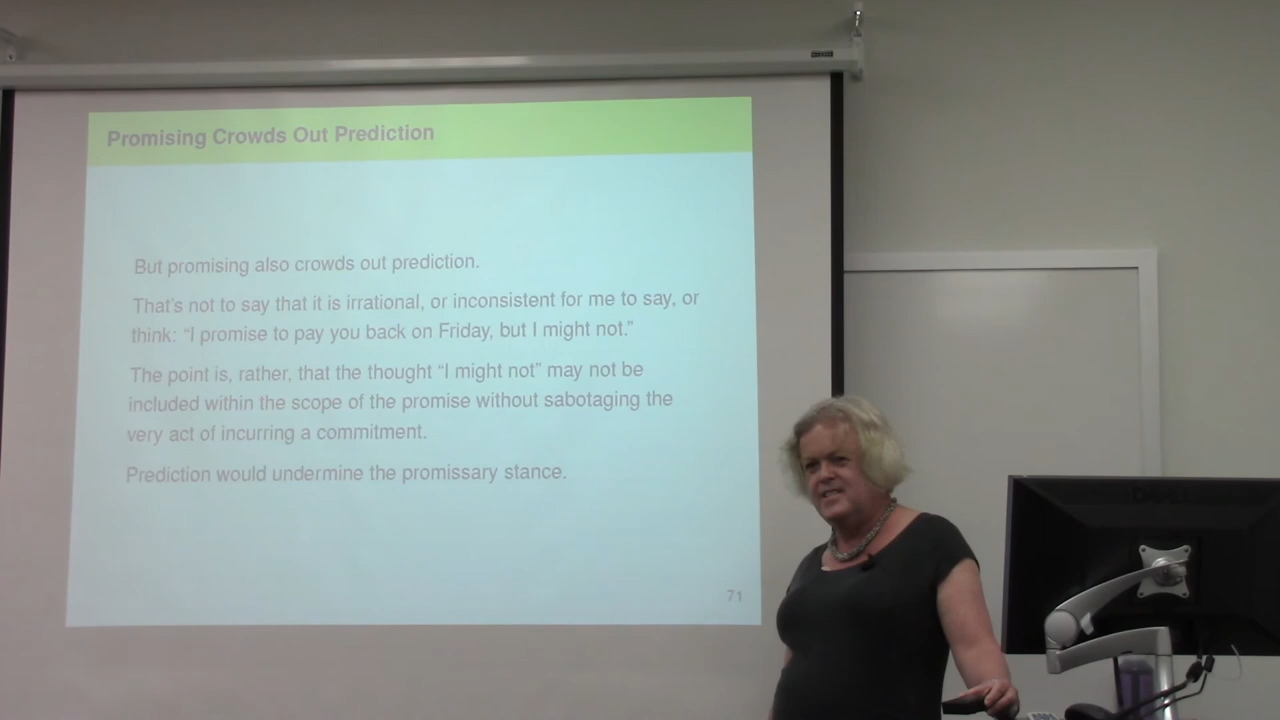 Promising Crowds Out Prediction
But promising also crowds out prediction.
That's not to say that it is irrational, or inconsistent for me to say, or
think: “I promise to pay you back on Friday, but I might not.”
The point is, rather, that the thought “I might not” may not be
included within the scope of the promise without sabotaging the
very act of incurring a commitment.
Prediction would undermine the promissary stance.
71
DELL